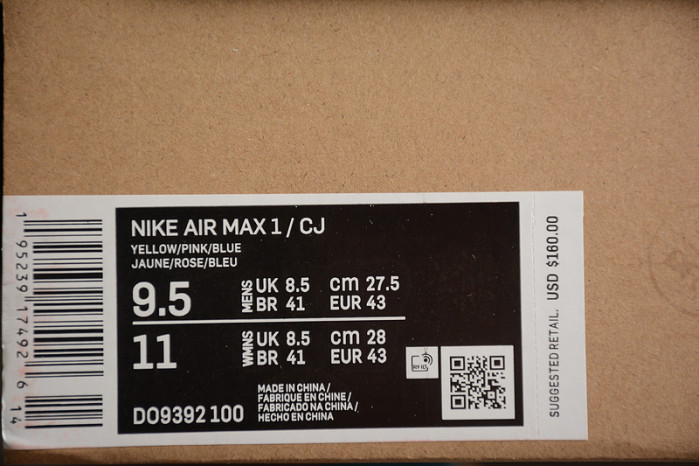 NIKE AIR MAX 1 / CJ
YELLOW/PINK/BLUE
JAUNE/ROSE/BLEU
9.5 MENS UK 8.5 cm 27.5
BR 41 EUR 43
11 WMNS UK 8.5 cm 28
BR 41 EUR 43
RFID
DO9392 100
MADE IN CHINA /
FABRIQUE EN CHINE /
FABRICADO NA CHINA /
HECHO EN CHINA
1 95239 17492 6 14
SUGGESTED RETAIL. USD $160.00